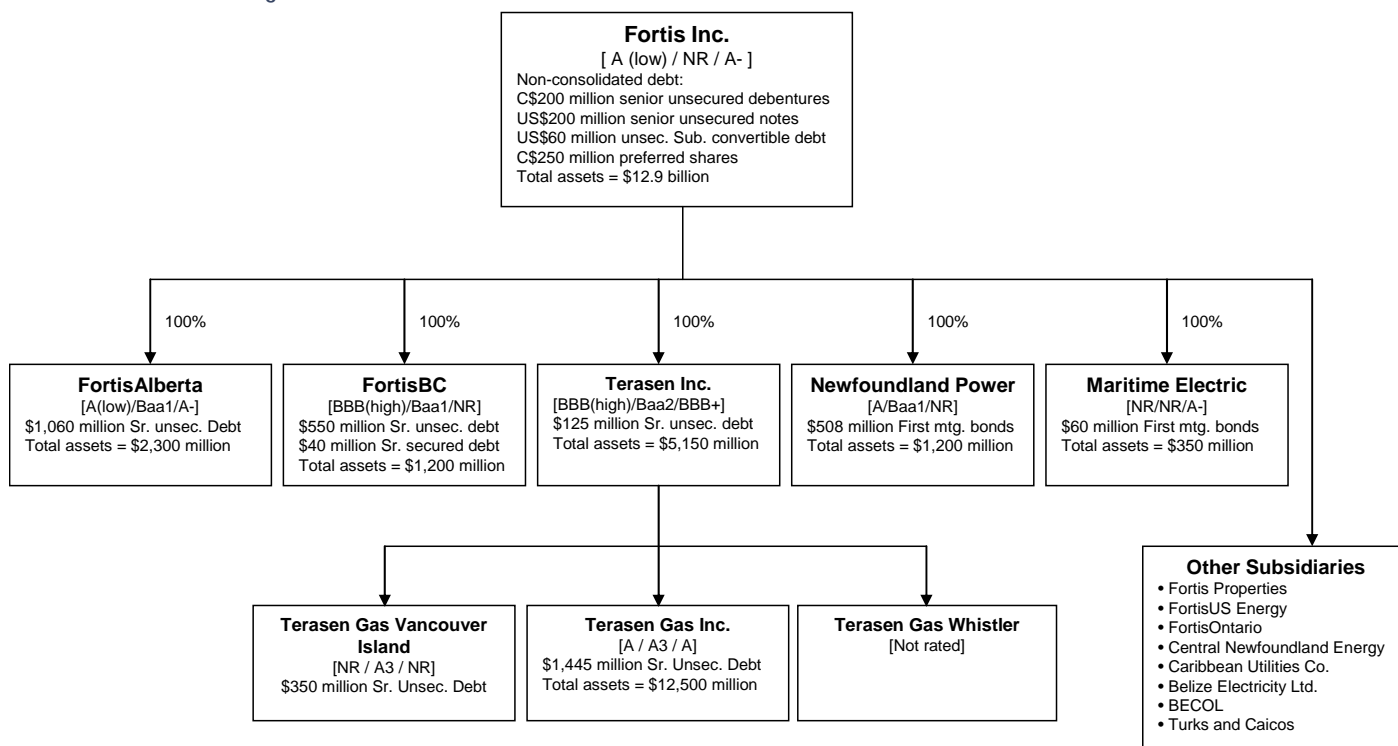 Fortis Inc.
[ A (low) / NR / A- ]
Non-consolidated debt:
C$200 million senior unsecured debentures
US$200 million senior unsecured notes
US$60 million unsec. Sub. convertible debt
C$250 million preferred shares
Total assets = $12.9 billion
100%
100%
100%
100%
100%
FortisAlberta
[A(low)/Baa1/A-]
$1,060 million Sr. unsec. Debt
Total assets = $2,300 million
FortisBC
[BBB(high)/Baa1/NR]
$550 million Sr. unsec. debt
$40 million Sr. secured debt
Total assets = $1,200 million
Terasen Inc.
[BBB(high)/Baa2/BBB+]
$125 million Sr. unsec. debt
Total assets = $5,150 million
Newfoundland Power
[A/Baa1/NR]
$508 million First mtg. bonds
Total assets = $1,200 million
Maritime Electric
[NR/NR/A-]
$60 million First mtg. bonds
Total assets = $350 million
Terasen Gas Vancouver
Island
[NR / A3 / NR]
$350 million Sr. Unsec. Debt
Terasen Gas Inc.
[A / A3 / A]
$1,445 million Sr. Unsec. Debt
Total assets = $12,500 million
Terasen Gas Whistler
[Not rated]
Other Subsidiaries
• Fortis Properties
• FortisUS Energy
• FortisOntario
• Central Newfoundland Energy
• Caribbean Utilities Co.
• Belize Electricity Ltd.
• BECOL
• Turks and Caicos